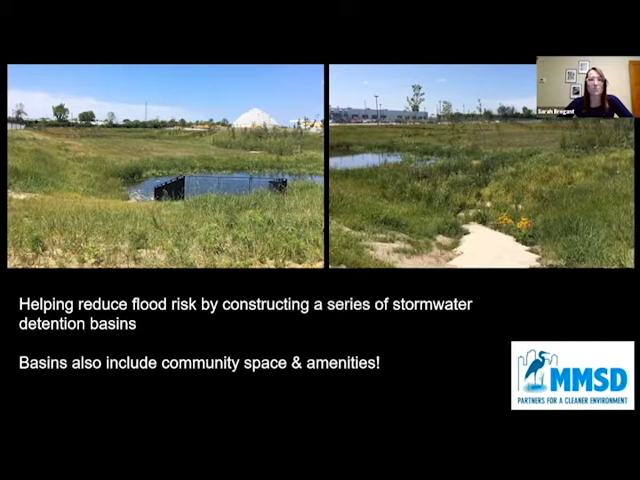 Sarah Bregant
Helping reduce flood risk by constructing a series of stormwater
detention basins
Basins also include community space & amenities!
MMSD
PARTNERS FOR A CLEANER ENVIRONMENT